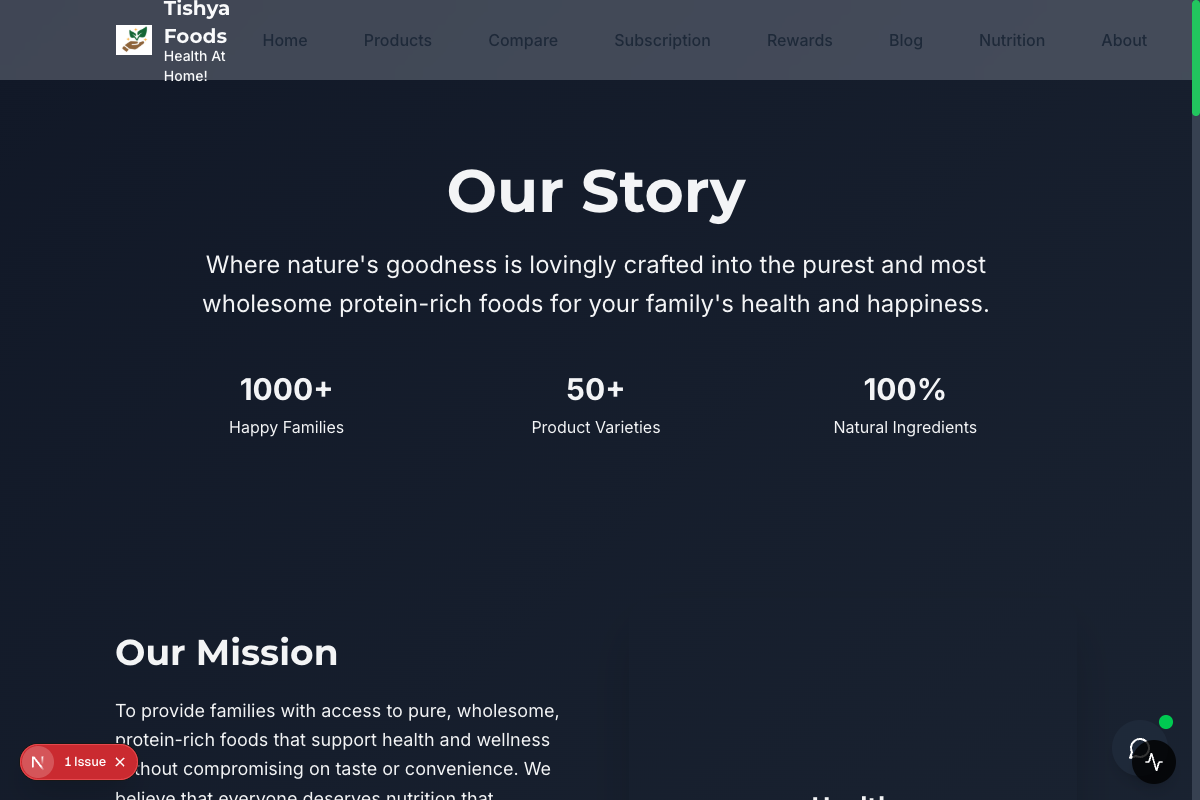 Tishya
Foods
Health At
Home!
Home
Products
Compare
Subscription
Rewards
Blog
Nutrition
About
Our Story
Where nature's goodness is lovingly crafted into the purest and most
wholesome protein-rich foods for your family's health and happiness.
1000+
Happy Families
50+
Product Varieties
100%
Natural Ingredients
Our Mission
To provide families with access to pure, wholesome,
protein-rich foods that support health and wellness
without compromising on taste or convenience. We
believe that everyone deserves nutrition that
Health
N
1 Issue